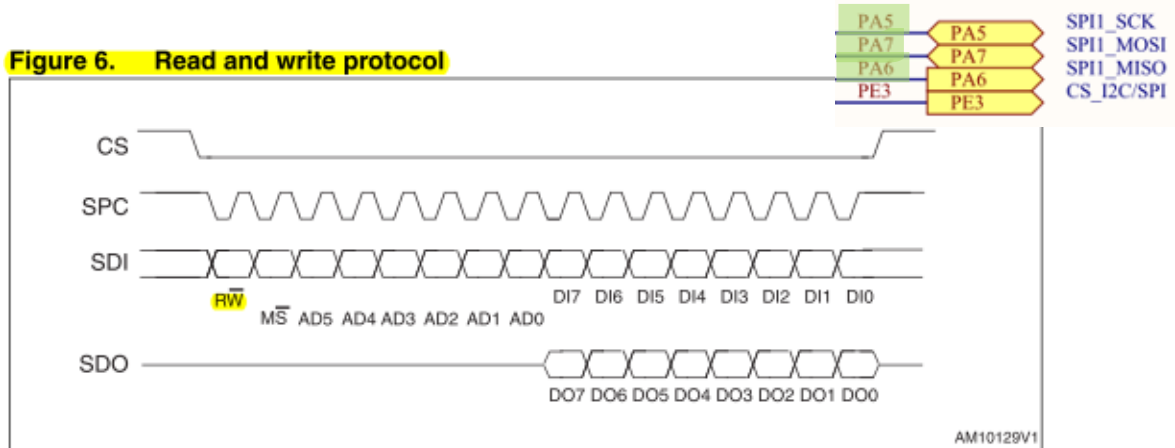 PA5 PA5 SPI1_SCK
PA7 PA7 SPI1_MOSI
PA6 PA6 SPI1_MISO
PE3 PE3 CS_I2C/SPI
Figure 6. Read and write protocol
CS
SPC
SDI
RW̅ DI7 DI6 DI5 DI4 DI3 DI2 DI1 DI0
MS̅ AD5 AD4 AD3 AD2 AD1 AD0
SDO
DO7 DO6 DO5 DO4 DO3 DO2 DO1 DO0
AM10129V1